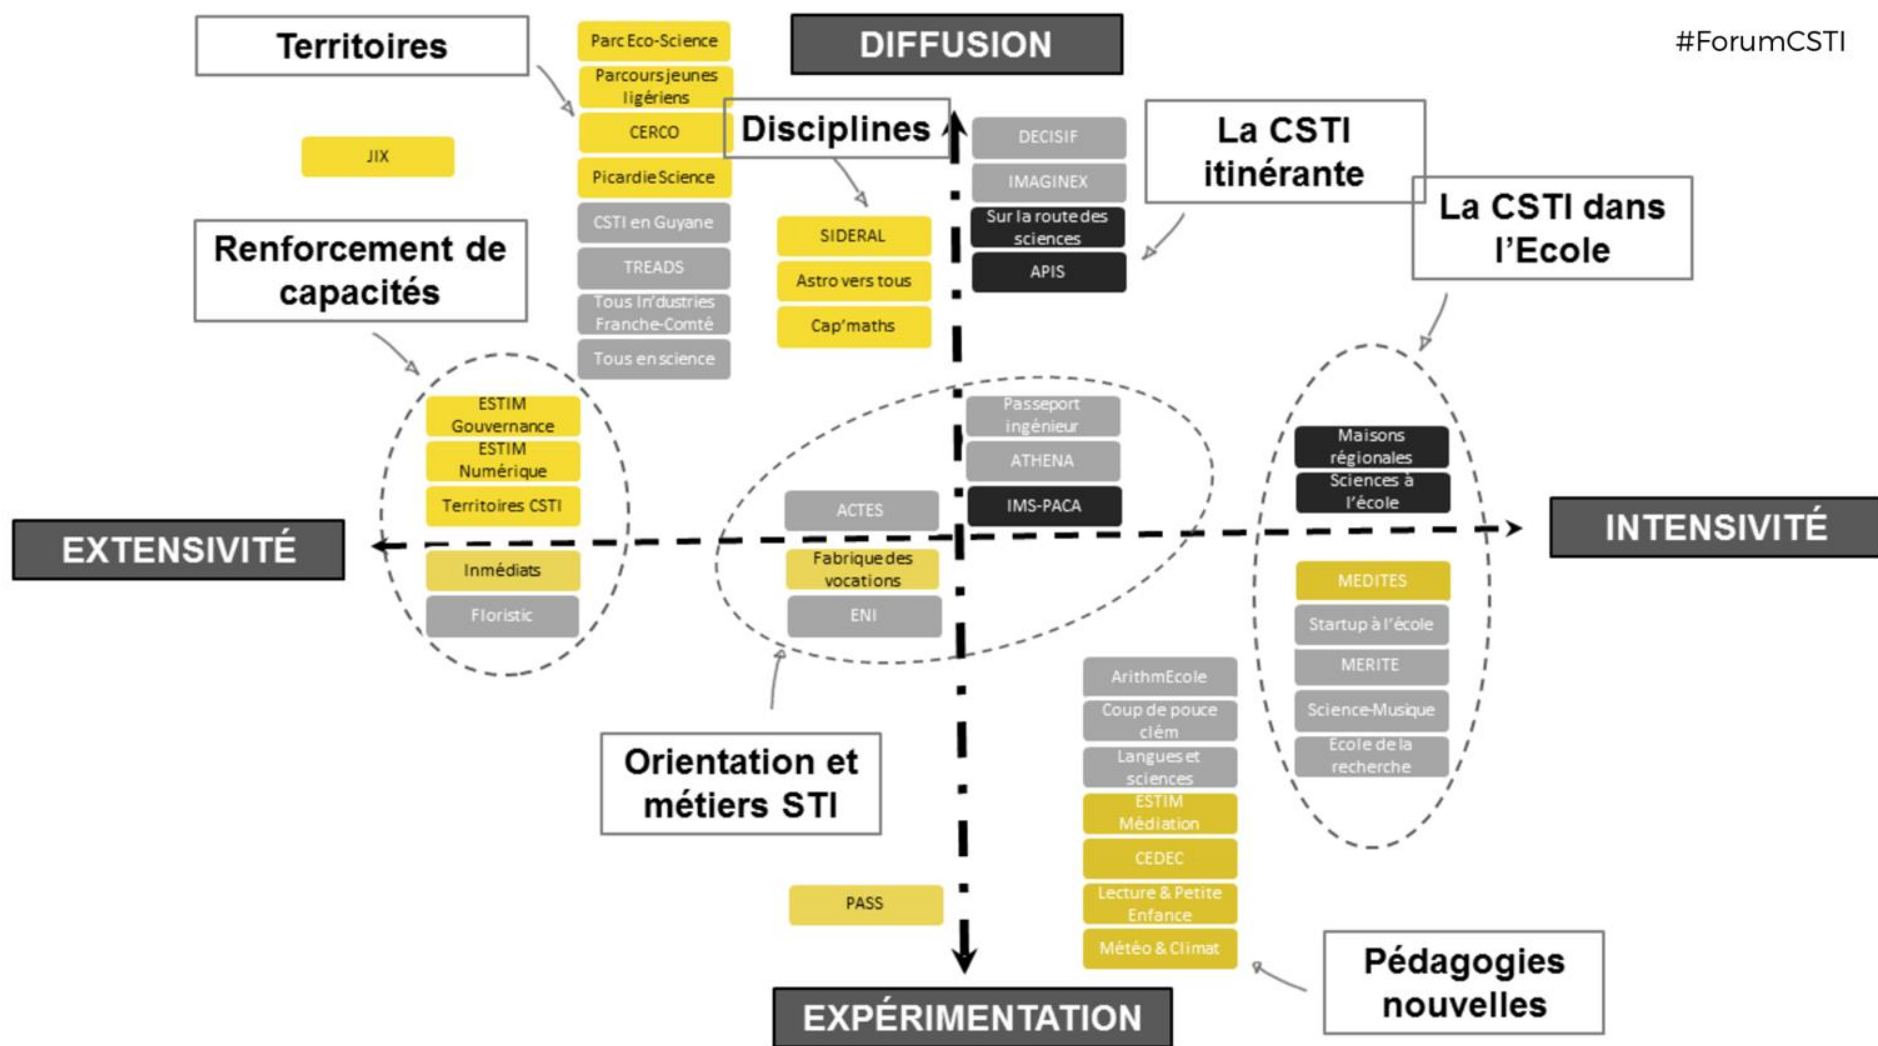 #ForumCSTI
DIFFUSION
Territoires
Parc Eco-Science
Parcours jeunes
ligériens
CERCO
Picardie Science
CSTI en Guyane
TREADS
Tous In'dustries
Franche-Comté
Tous en science
JIX
Disciplines
SIDERAL
Astro vers tous
Cap'maths
DECISIF
IMAGINEX
Sur la route des
sciences
APIS
La CSTI
itinérante
La CSTI dans
l'Ecole
Renforcement de
capacités
ESTIM
Gouvernance
ESTIM
Numérique
Territoires CSTI
Inmédiats
Floristic
EXTENSIVITÉ
INTENSIVITÉ
Passeport
ingénieur
ATHENA
IMS-PACA
ACTES
Fabrique des
vocations
ENI
Maisons
régionales
Sciences à
l'école
MEDITES
Startup à l'école
MERITE
Science-Musique
Ecole de la
recherche
Orientation et
métiers STI
ArithmEcole
Coup de pouce
clém
Langues et
sciences
ESTIM
Médiation
CEDEC
Lecture & Petite
Enfance
Météo & Climat
PASS
Pédagogies
nouvelles
EXPÉRIMENTATION